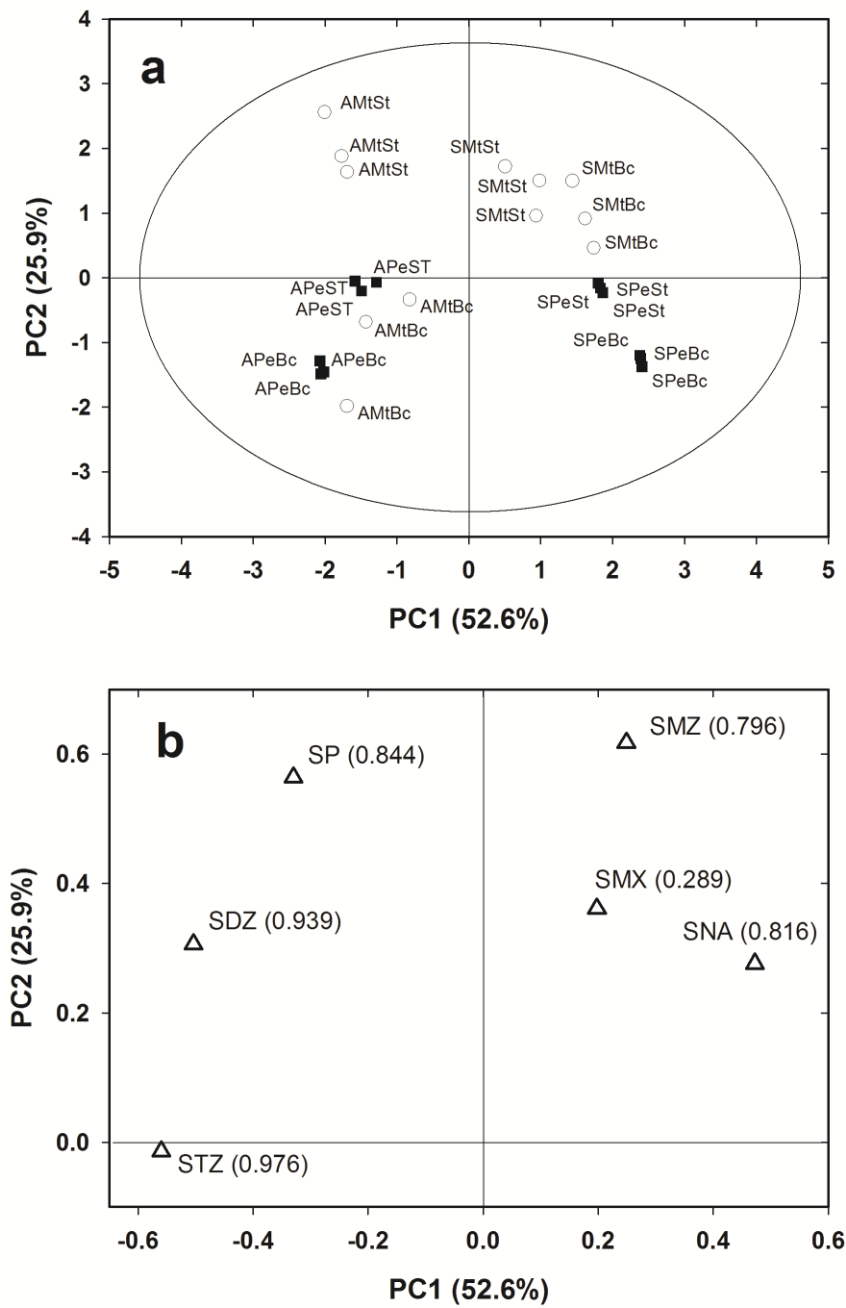 a
4
3
2
1
0
-1
-2
-3
-4
PC2 (25.9%)
AMtSt
AMtSt
AMtSt
SMtSt
SMtSt
SMtSt
SMtBc
SMtBc
SMtBc
APeST
APeST
APeST
AMtBc
AMtBc
APeBc
APeBc
APeBc
AMtBc
SPeSt
SPeSt
SPeSt
SPeBc
SPeBc
SPeBc
-5 -4 -3 -2 -1 0 1 2 3 4 5
PC1 (52.6%)
b
0.6
0.4
0.2
0.0
PC2 (25.9%)
SP (0.844)
SMZ (0.796)
SMX (0.289)
SDZ (0.939)
SNA (0.816)
STZ (0.976)
-0.6 -0.4 -0.2 0.0 0.2 0.4 0.6
PC1 (52.6%)